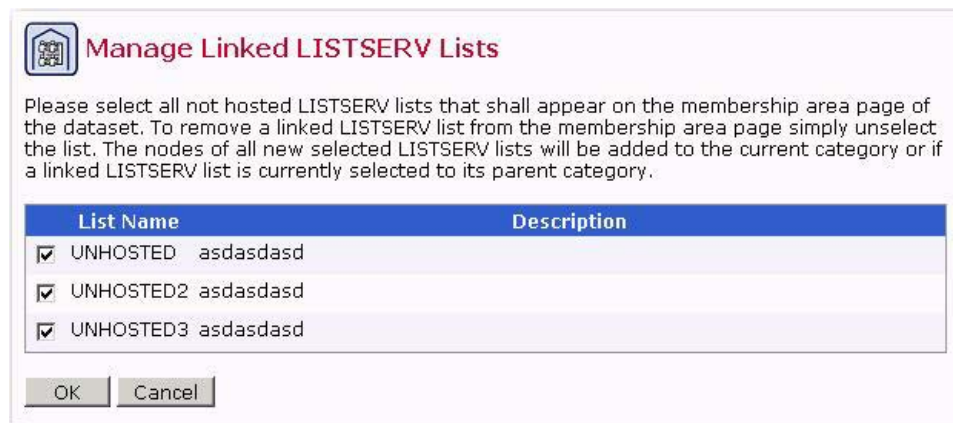 Manage Linked LISTSERV Lists
Please select all not hosted LISTSERV lists that shall appear on the membership area page of
the dataset. To remove a linked LISTSERV list from the membership area page simply unselect
the list. The nodes of all new selected LISTSERV lists will be added to the current category or if
a linked LISTSERV list is currently selected to its parent category.
List Name Description
UNHOSTED asdasdasd
UNHOSTED2 asdasdasd
UNHOSTED3 asdasdasd
OK Cancel